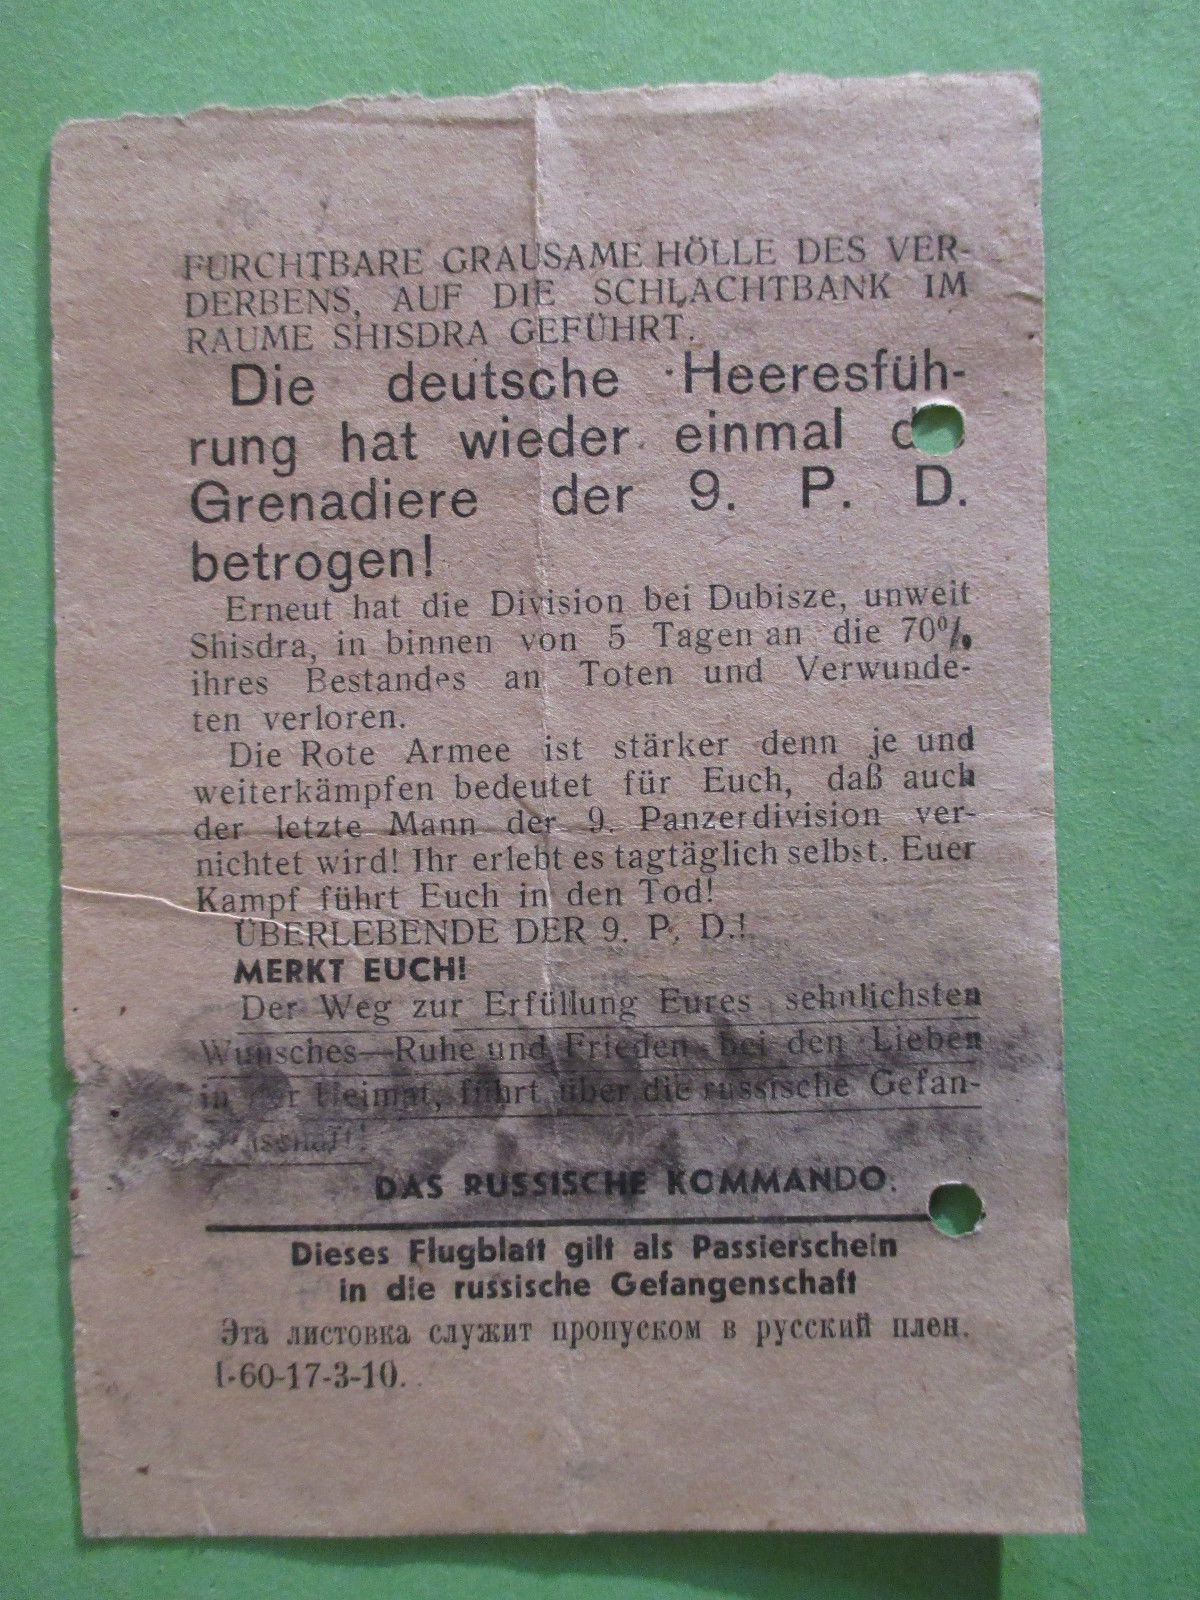 FURCHTBARE GRAUSAME HÖLLE DES VER-
DERBENS, AUF DIE SCHLACHTBANK IM
RAUME SHISDRA GEFÜHRT.
Die deutsche Heeresfüh-
rung hat wieder einmal
Grenadiere der 9. P. D.
betrogen!
Erneut hat die Division bei Dubisze, unweit
Shisdra, in binnen von 5 Tagen an die 70%
ihres Bestandes an Toten und Verwunde-
ten verloren.
Die Rote Armee ist stärker denn je und
weiterkämpfen bedeutet für Euch, daß auch
der letzte Mann der 9. Panzerdivision ver-
nichtet wird! Ihr erlebt es tagtäglich selbst. Euer
Kampf führt Euch in den Tod!
ÜBERLEBENDE DER 9. P. D.!
MERKT EUCH!
Der Weg zur Erfüllung Eures sehnlichsten
Wunsches—Ruhe und Frieden bei den Lieben
in der Heimat, führt über die russische Gefan-
DAS RUSSISCHE KOMMANDO.
Dieses Flugblatt gilt als Passierschein
in die russische Gefangenschaft
Эта листовка служит пропуском в русский плен.
I-60-17-3-10.